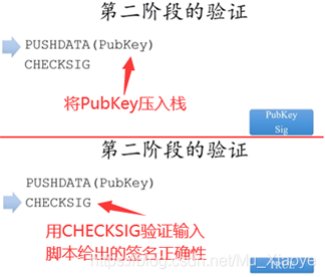 第二阶段的验证
PUSHDATA(PubKey)
CHECKSIG
将PubKey压入栈
PubKey
Sig
第二阶段的验证
PUSHDATA(PubKey)
CHECKSIG
用CHECKSIG验证输入
脚本给出的签名正确性
TRUE